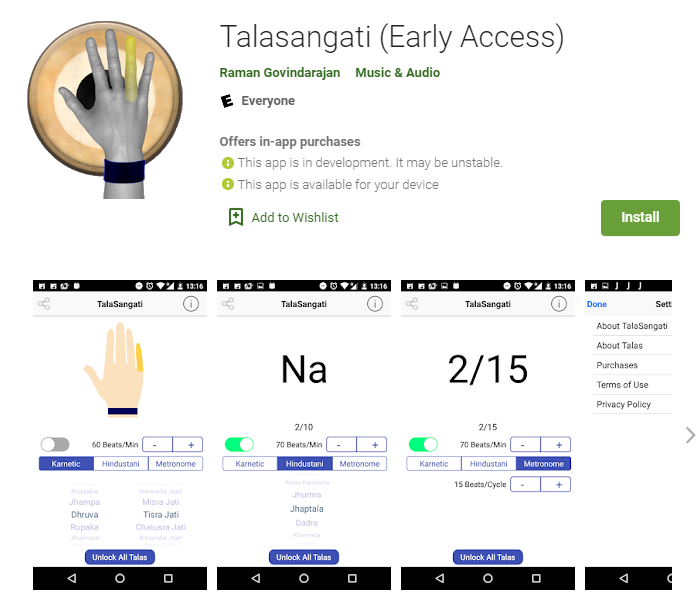 Talasangati (Early Access)
Raman Govindarajan Music & Audio
E Everyone
Offers in-app purchases
This app is in development. It may be unstable.
This app is available for your device
Add to Wishlist
Install
13:16
TalaSangati
60 Beats/Min - +
Karnetic Hindustani Metronome
Rupaka Khanda Jati
Jhampa Misra Jati
Dhruva Tisra Jati
Rupaka Chatusra Jati
Jhampa Khanda Jati
Unlock All Talas
13:16
TalaSangati
Na
2/10
70 Beats/Min - +
Karnetic Hindustani Metronome
Adachautala
Jhumra
Jhaptala
Dadra
Khemta
Unlock All Talas
13:16
TalaSangati
2/15
2/15
70 Beats/Min - +
Karnetic Hindustani Metronome
15 Beats/Cycle - +
Unlock All Talas
Done Setti
About TalaSangati
About Talas
Purchases
Terms of Use
Privacy Policy